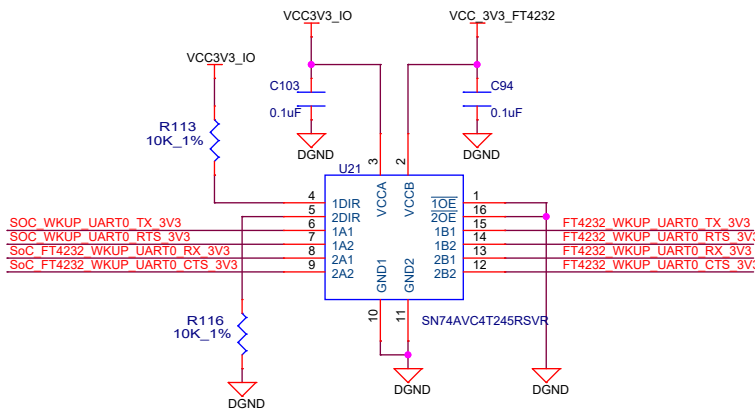 VCC3V3_IO
VCC_3V3_FT4232
VCC3V3_IO
C103
0.1uF
C94
0.1uF
R113
10K_1%
DGND
DGND
U21
3
2
VCCA
VCCB
4
1DIR
1OE
1
5
2DIR
2OE
16
SOC_WKUP_UART0_TX_3V3
6
1A1
1B1
15
FT4232_WKUP_UART0_TX_3V3
SOC_WKUP_UART0_RTS_3V3
7
1A2
1B2
14
FT4232_WKUP_UART0_RTS_3V3
SoC_FT4232_WKUP_UART0_RX_3V3
8
2A1
2B1
13
FT4232_WKUP_UART0_RX_3V3
SoC_FT4232_WKUP_UART0_CTS_3V3
9
2A2
2B2
12
FT4232_WKUP_UART0_CTS_3V3
GND1
GND2
10
11
SN74AVC4T245RSVR
R116
10K_1%
DGND
DGND
DGND